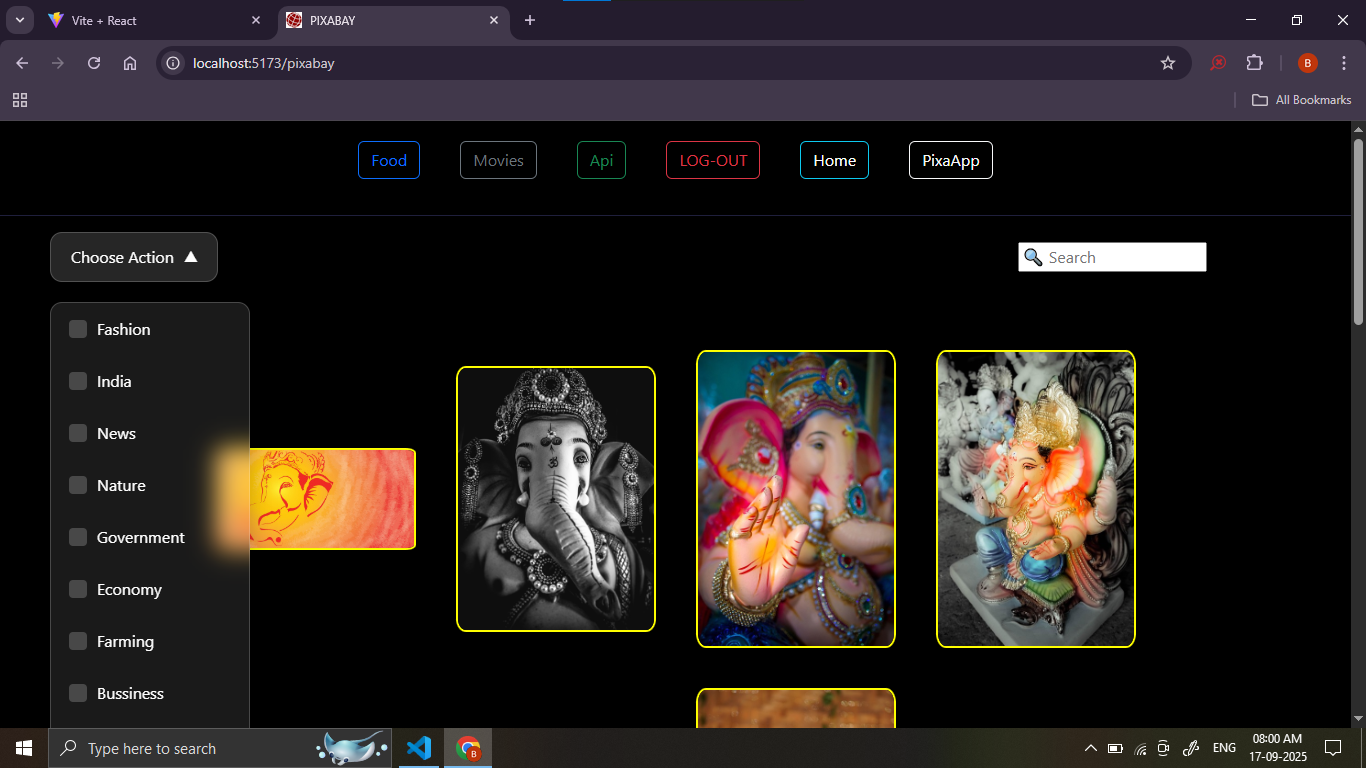 Vite + React
PIXABAY
localhost:5173/pixabay
B
All Bookmarks
Food
Movies
Api
LOG-OUT
Home
PixaApp
Choose Action
Search
Fashion
India
News
Nature
Government
Economy
Farming
Bussiness
ॐ
Type here to search
B
ENG
08:00 AM
17-09-2025